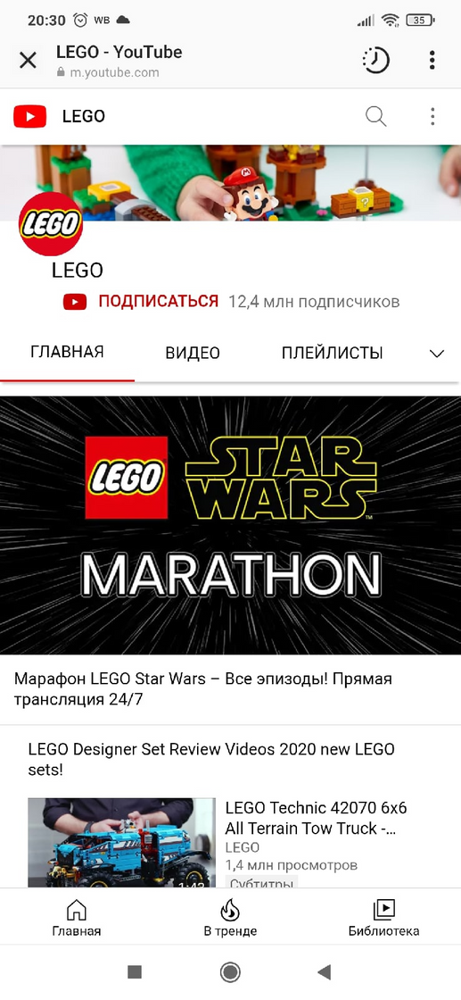 20:30 WB 35
LEGO - YouTube
m.youtube.com
LEGO
M
LEGO
LEGO
ПОДПИСАТЬСЯ 12,4 млн подписчиков
ГЛАВНАЯ ВИДЕО ПЛЕЙЛИСТЫ
LEGO STAR WARS™
MARATHON
Марафон LEGO Star Wars – Все эпизоды! Прямая
трансляция 24/7
LEGO Designer Set Review Videos 2020 new LEGO
sets!
LEGO Technic 42070 6x6
All Terrain Tow Truck -...
LEGO
1,4 млн просмотров
Субтитры
1:42
Главная В тренде Библиотека